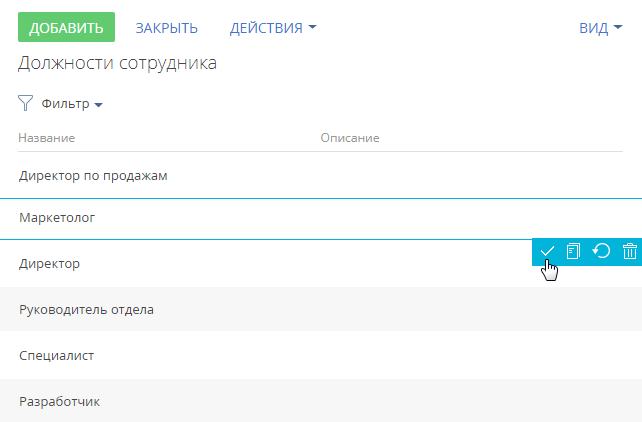 ДОБАВИТЬ ЗАКРЫТЬ ДЕЙСТВИЯ ВИД
Должности сотрудника
Фильтр
Название Описание
Директор по продажам
Маркетолог
Директор
Руководитель отдела
Специалист
Разработчик